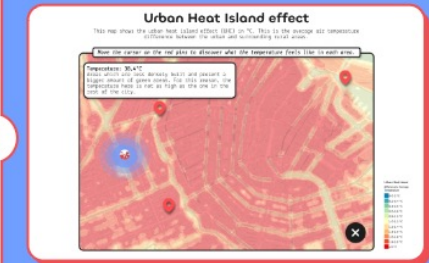 Urban Heat Island effect
This map shows the urban heat island effect (UHI) in °C. This is the average air temperature
difference between the urban and surrounding rural areas.
Move the cursor on the red pins to discover what the temperature feels like in each area.
Temperature: 30,4°C
Areas which are less densely built and present a
bigger amount of green areas. For this reason, the
temperature here is not as high as the one in the
rest of the city.